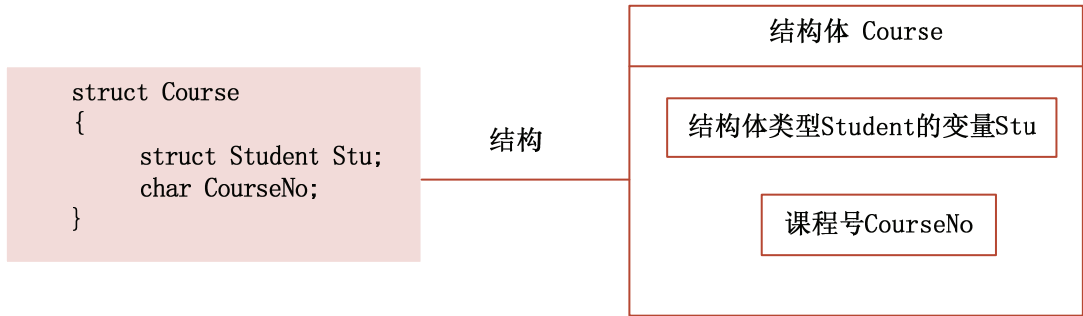 struct Course
{
struct Student Stu;
char CourseNo;
}
结构
结构体 Course
结构体类型Student的变量Stu
课程号CourseNo